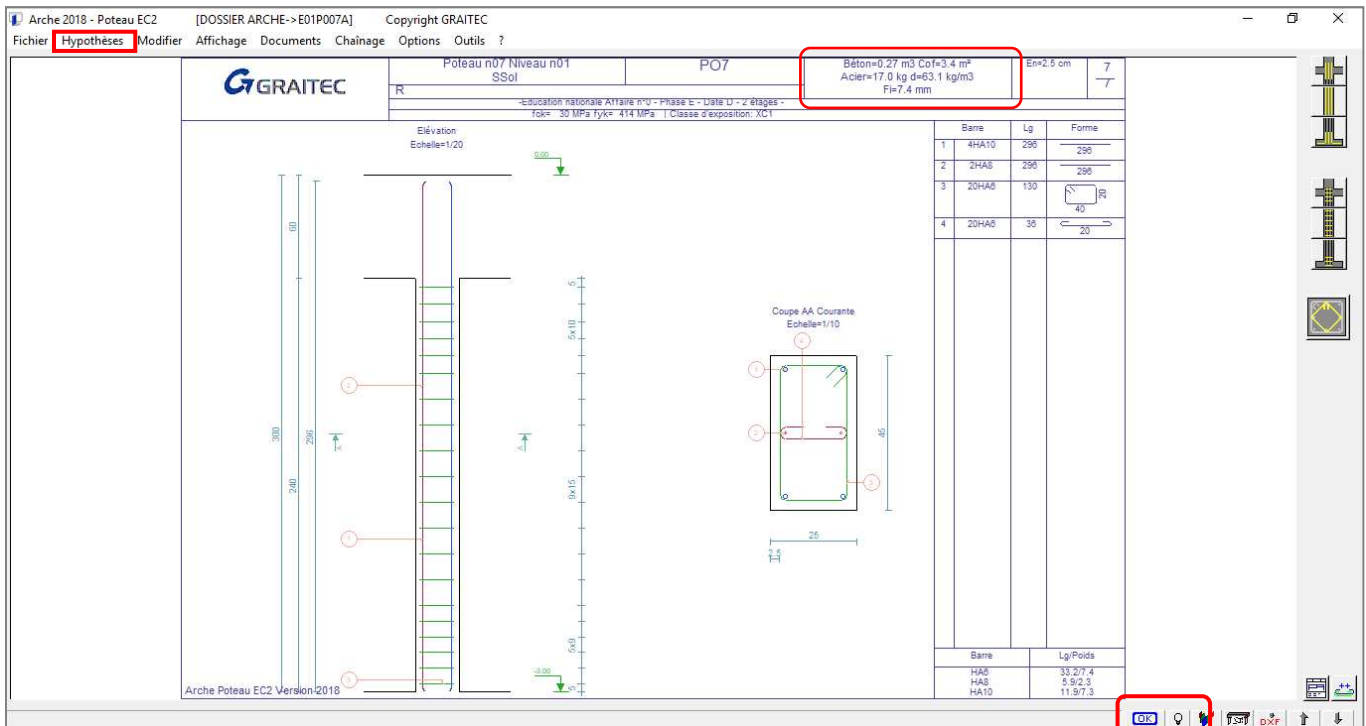 Arche 2018 - Poteau EC2 [DOSSIER ARCHE->E01P007A] Copyright GRAITEC
Fichier Hypothèses Modifier Affichage Documents Chaînage Options Outils ?
GRAITEC
Poteau n07 Niveau n01
SSol
PO7
Béton=0.27 m3 Cof=3.4 m²
Acier=17.0 kg d=63.1 kg/m3
Fi=7.4 mm
En=2.5 cm
7
7
R
-Education nationale Affaire n°0 - Phase E - Date D - 2 étages -
fck= 30 MPa fyk= 414 MPa | Classe d'exposition: XC1
Elévation
Echelle=1/20
0.00
60
300
296
240
A
A
5
5x10
9x15
5x9
5
-3.00
2
1
3
Coupe AA Courante
Echelle=1/10
4
1
2
3
45
25
Barre Lg Forme
1 4HA10 296 296
2 2HA8 296 296
3 20HA6 130 40 20
4 20HA6 36 20
Barre Lg/Poids
HA6 33.2/7.4
HA8 5.9/2.3
HA10 11.9/7.3
Arche Poteau EC2 Version 2018
OK
DXF